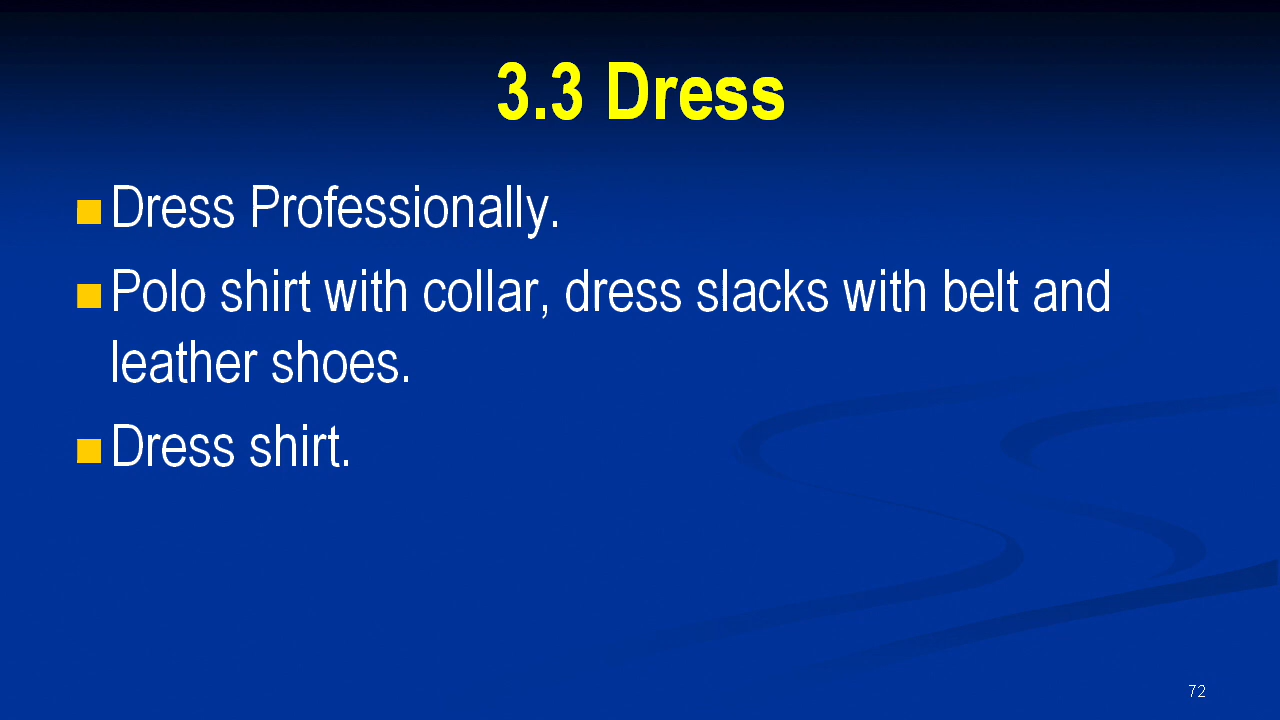 3.3 Dress
Dress Professionally.
Polo shirt with collar, dress slacks with belt and
leather shoes.
Dress shirt.
72